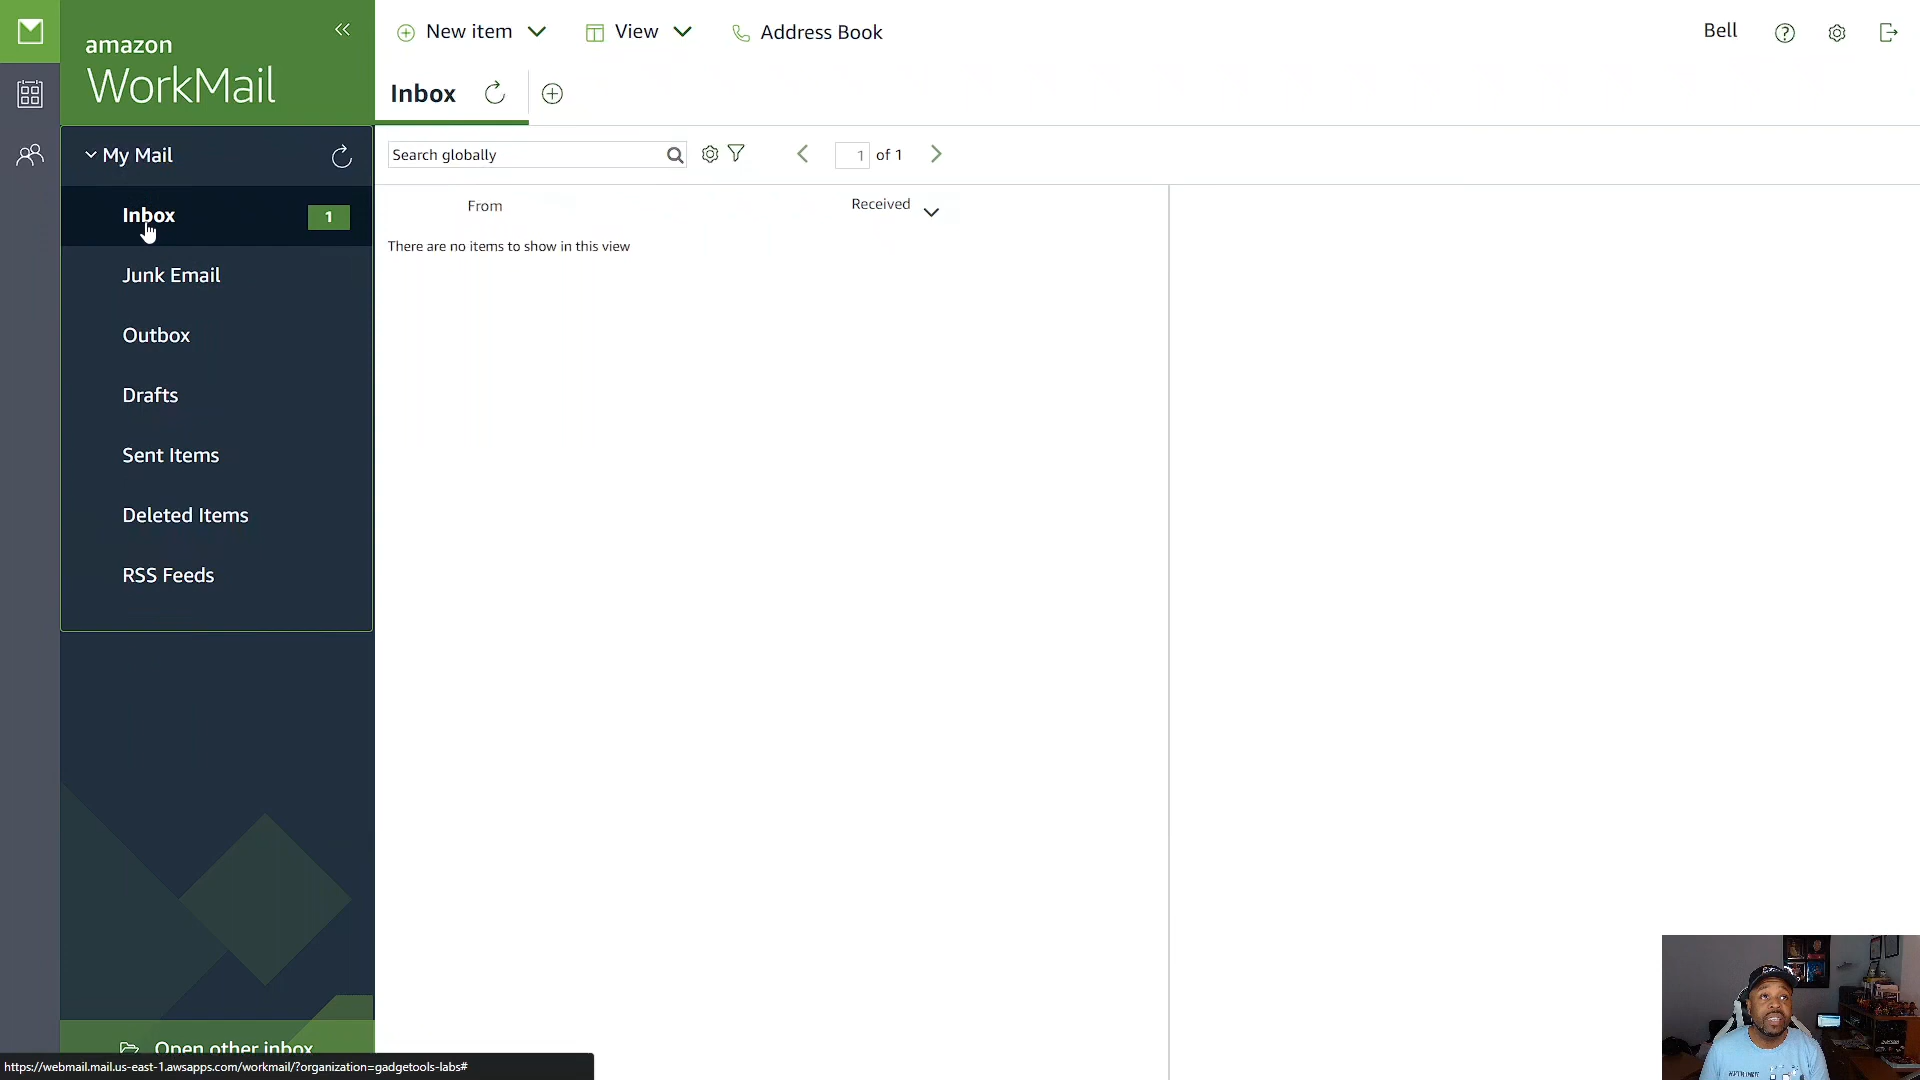 amazon
WorkMail
New item
View
Address Book
Bell
Inbox
My Mail
Search globally
1 of 1
Inbox 1
From
Received
There are no items to show in this view
Junk Email
Outbox
Drafts
Sent Items
Deleted Items
RSS Feeds
Open other inbox
https://webmail.mail.us-east-1.awsapps.com/workmail/?organization=gadgetools-labs#